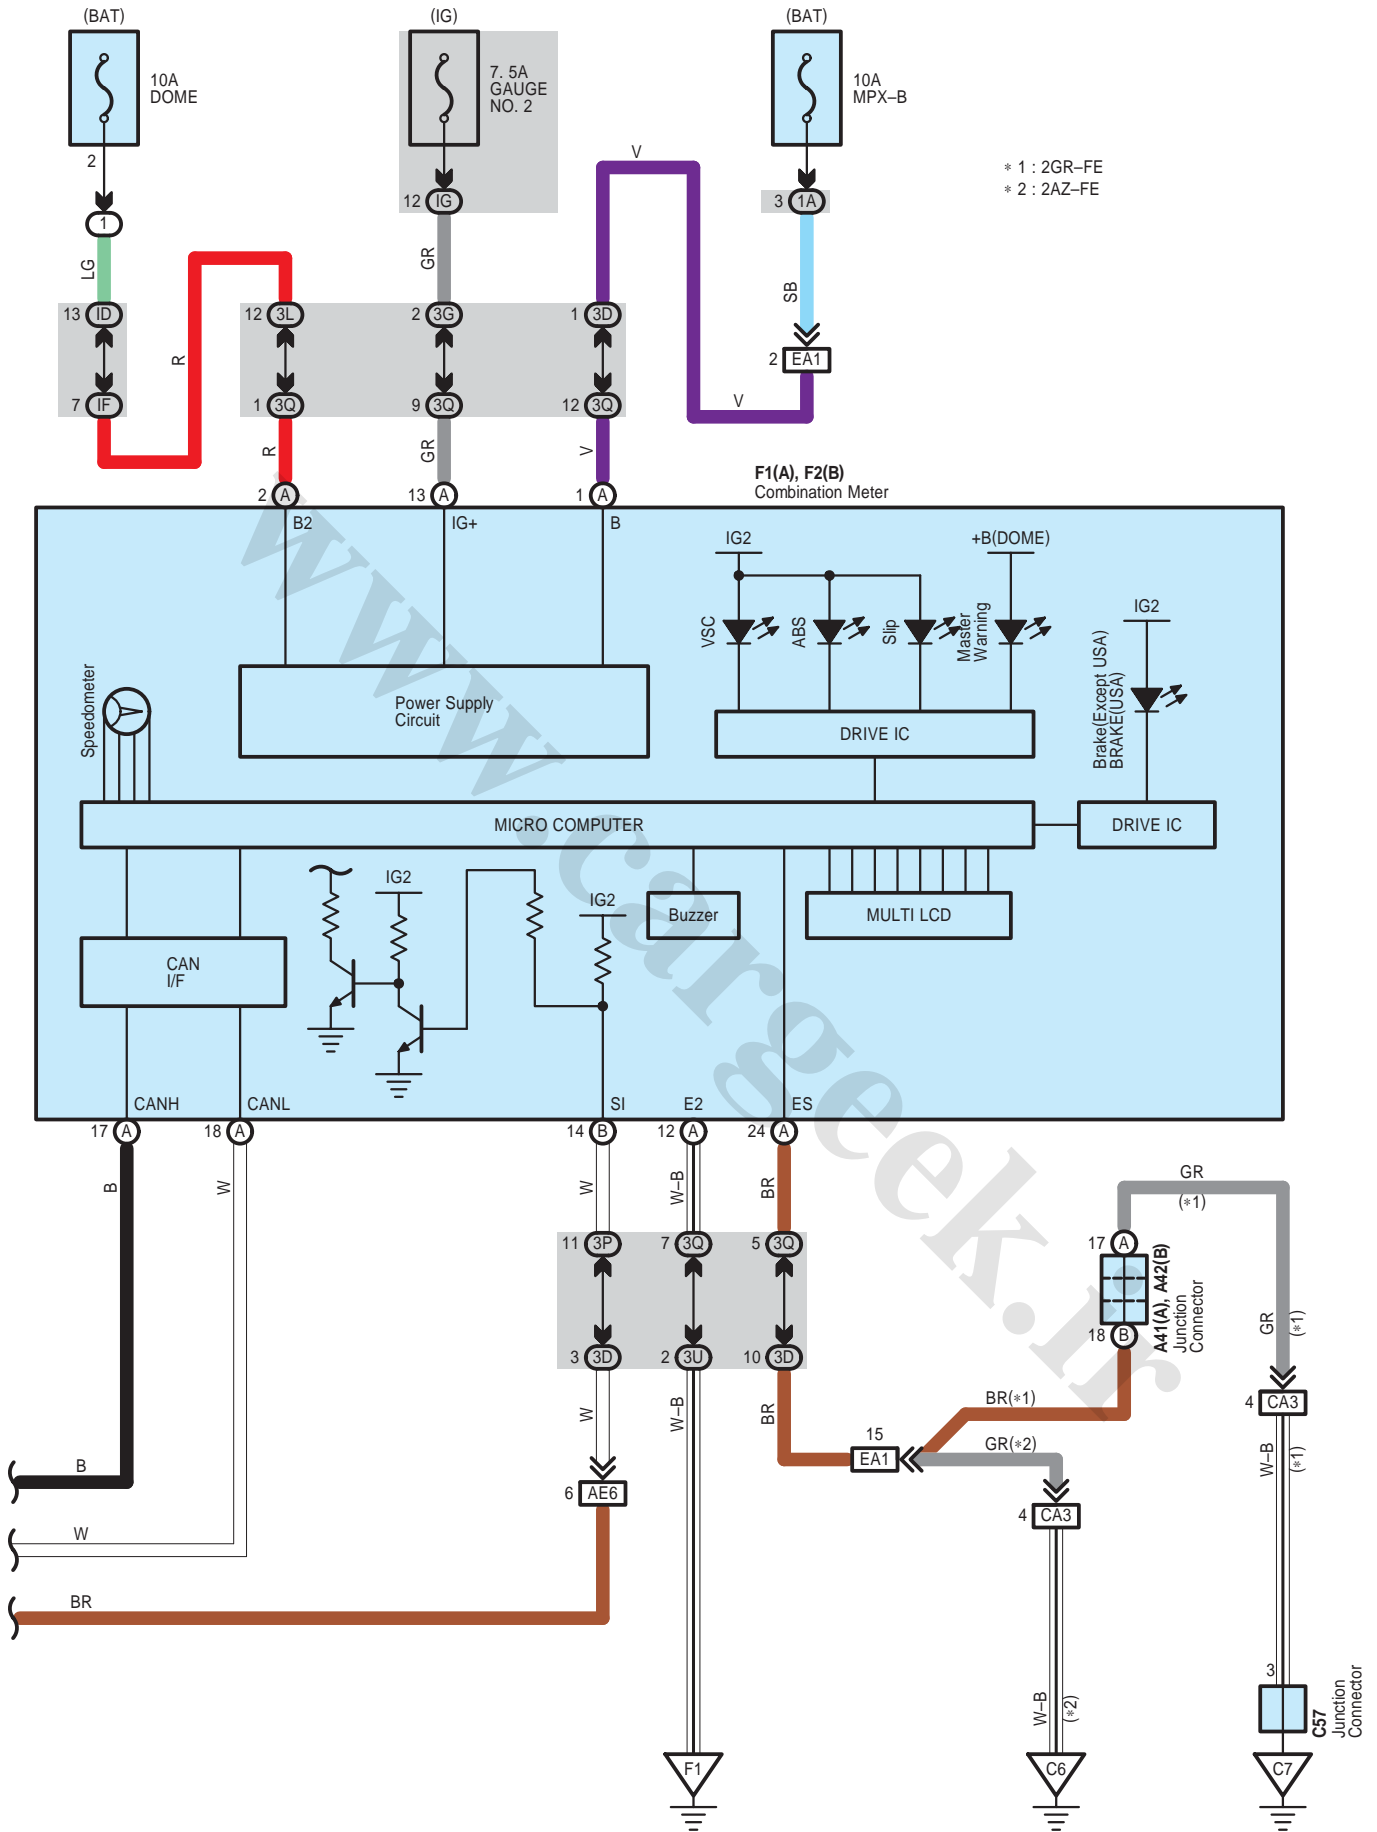 (BAT)
(IG)
(BAT)
10A
DOME
7. 5A
GAUGE
NO. 2
10A
MPX–B
2
1
12
IG
3
1A
V
∗ 1 : 2GR–FE
∗ 2 : 2AZ–FE
LG
GR
SB
R
13
ID
12
3L
2
3G
1
3D
2
EA1
7
IF
1
3Q
9
3Q
12
3Q
V
R
GR
V
F1(A), F2(B)
Combination Meter
2
A
13
A
1
A
B2
IG+
B
IG2
+B(DOME)
IG2
VSC
ABS
Slip
Master
Warning
Brake(Except USA)
BRAKE(USA)
Speedometer
Power Supply
Circuit
DRIVE IC
MICRO COMPUTER
DRIVE IC
IG2
IG2
Buzzer
MULTI LCD
CAN
I/F
CANH
CANL
SI
E2
ES
17
A
18
A
14
B
12
A
24
A
B
W
W
W–B
BR
GR
(∗1)
11
3P
7
3Q
5
3Q
17
A
18
B
A41(A), A42(B)
Junction
Connector
GR
(∗1)
3
3D
2
3U
10
3D
W
W–B
BR
BR(∗1)
GR(∗2)
15
EA1
4
CA3
W–B
(∗1)
B
6
AE6
4
CA3
W
BR
W–B
(∗2)
3
C57
Junction
Connector
F1
C6
C7
www.cargeek.ir